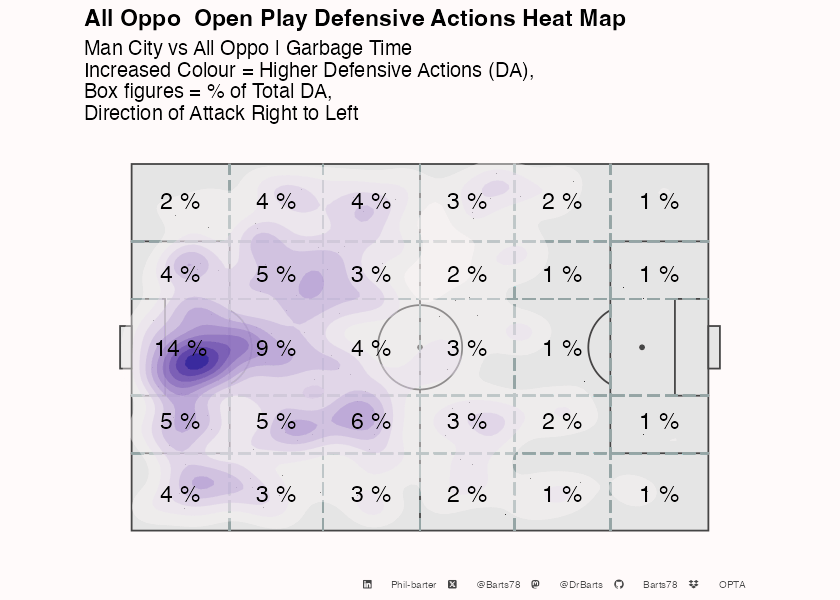 All Oppo  Open Play Defensive Actions Heat Map
Man City vs All Oppo | Garbage Time
Increased Colour = Higher Defensive Actions (DA),
Box figures = % of Total DA,
Direction of Attack Right to Left
2 % 4 % 4 % 3 % 2 % 1 %
4 % 5 % 3 % 2 % 1 % 1 %
14 % 9 % 4 % 3 % 1 %
5 % 5 % 6 % 3 % 2 % 1 %
4 % 3 % 3 % 2 % 1 % 1 %
Phil-barter @Barts78 @DrBarts Barts78 OPTA